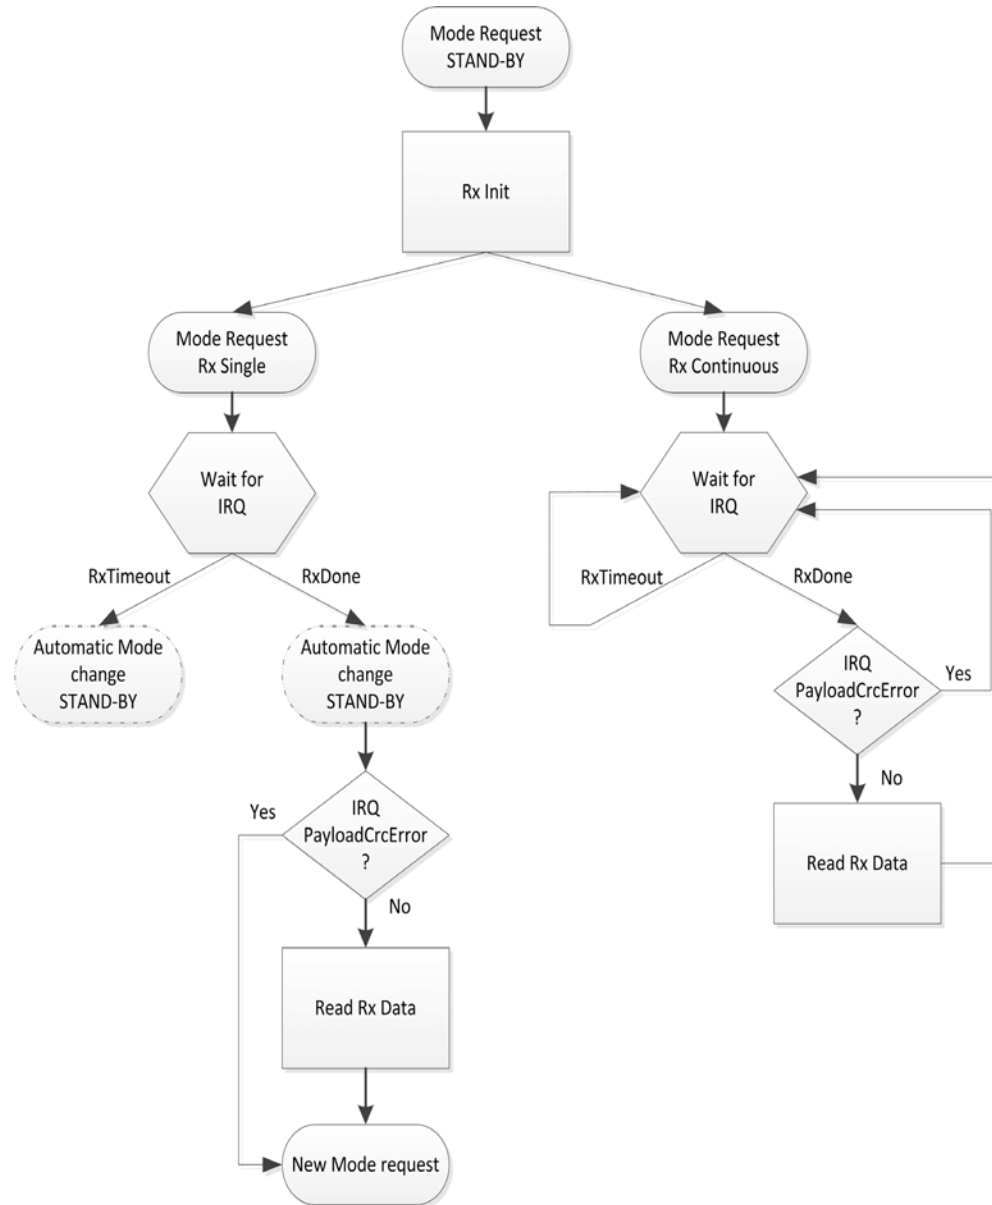 Mode Request
STAND-BY
Rx Init
Mode Request
Rx Single
Mode Request
Rx Continuous
Wait for
IRQ
Wait for
IRQ
RxTimeout
RxDone
RxTimeout
RxDone
Automatic Mode
change
STAND-BY
Automatic Mode
change
STAND-BY
IRQ
PayloadCrcError
?
Yes
No
Read Rx Data
Yes
IRQ
PayloadCrcError
?
No
Read Rx Data
New Mode request